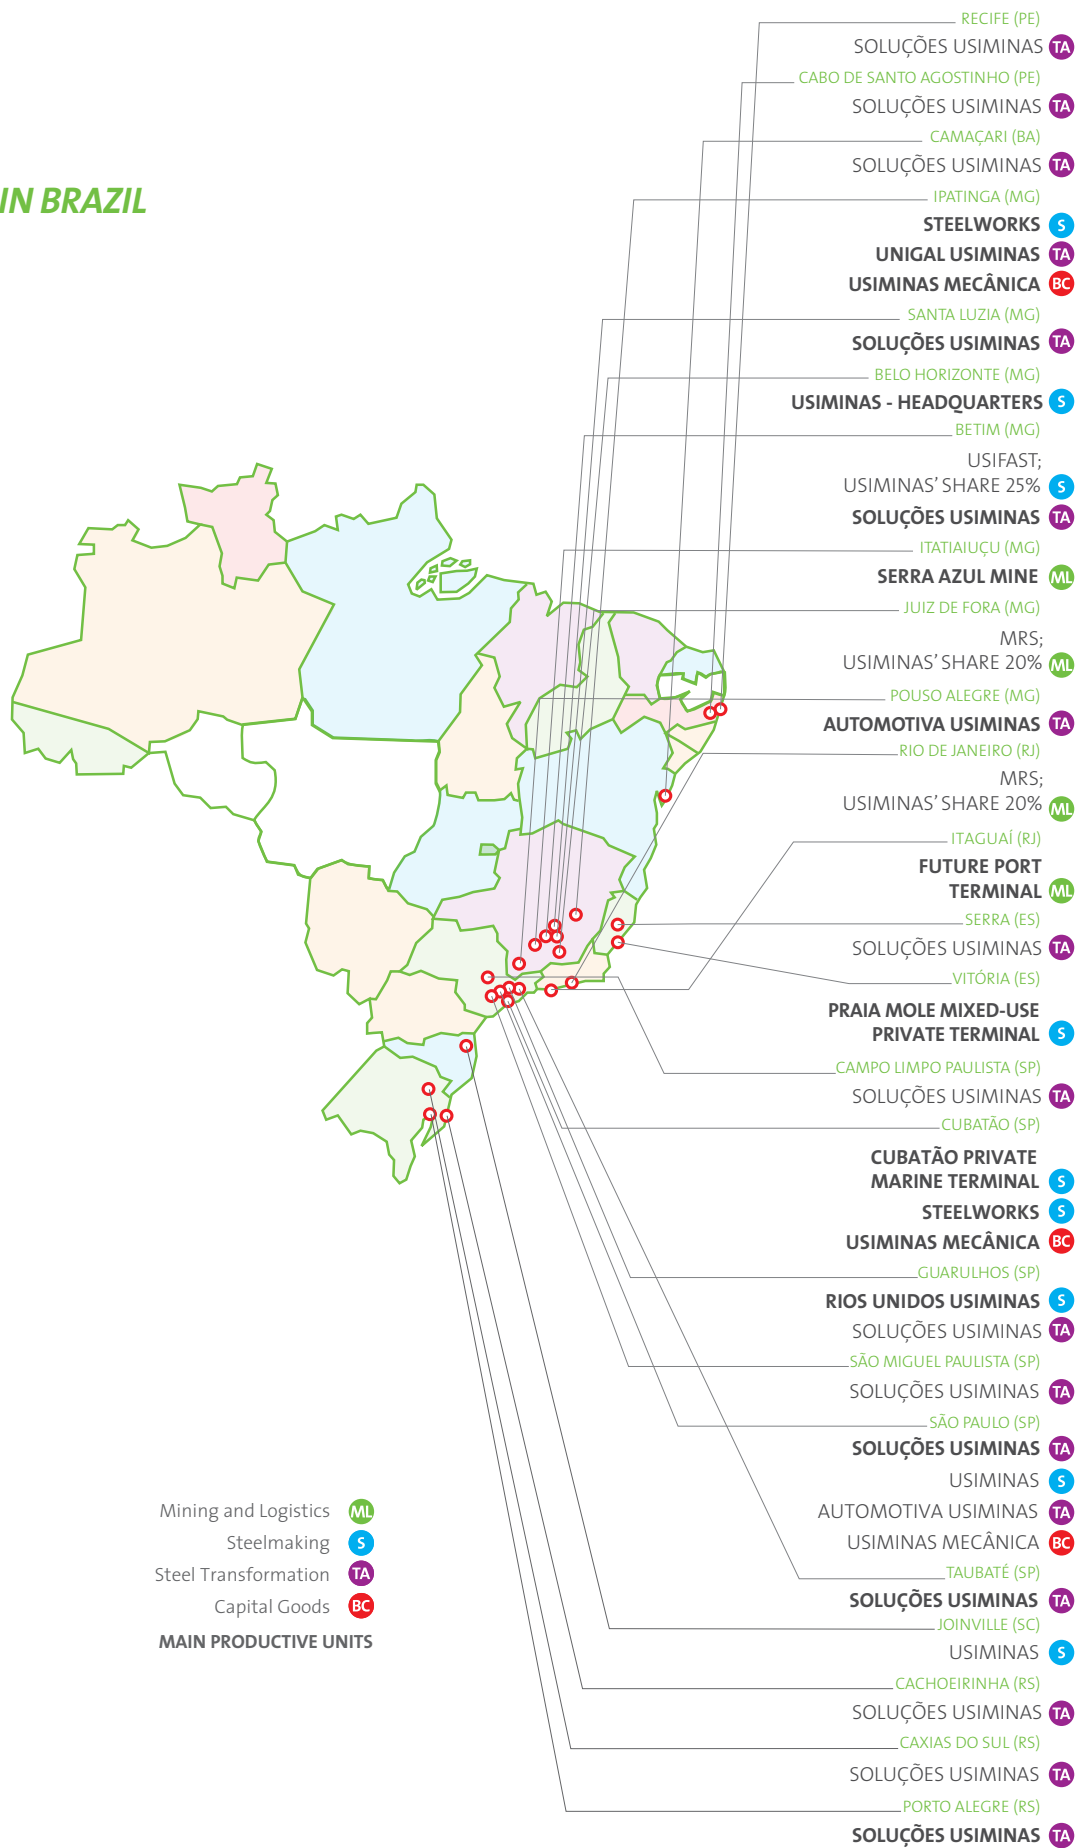 IN BRAZIL
RECIFE (PE)
SOLUÇÕES USIMINAS TA
CABO DE SANTO AGOSTINHO (PE)
SOLUÇÕES USIMINAS TA
CAMAÇARI (BA)
SOLUÇÕES USIMINAS TA
IPATINGA (MG)
STEELWORKS S
UNIGAL USIMINAS TA
USIMINAS MECÂNICA BC
SANTA LUZIA (MG)
SOLUÇÕES USIMINAS TA
BELO HORIZONTE (MG)
USIMINAS - HEADQUARTERS S
BETIM (MG)
USIFAST;
USIMINAS' SHARE 25% S
SOLUÇÕES USIMINAS TA
ITATIAIUÇU (MG)
SERRA AZUL MINE ML
JUIZ DE FORA (MG)
MRS;
USIMINAS' SHARE 20% ML
POUSO ALEGRE (MG)
AUTOMOTIVA USIMINAS TA
RIO DE JANEIRO (RJ)
MRS;
USIMINAS' SHARE 20% ML
ITAGUAÍ (RJ)
FUTURE PORT
TERMINAL ML
SERRA (ES)
SOLUÇÕES USIMINAS TA
VITÓRIA (ES)
PRAIA MOLE MIXED-USE
PRIVATE TERMINAL S
CAMPO LIMPO PAULISTA (SP)
SOLUÇÕES USIMINAS TA
CUBATÃO (SP)
CUBATÃO PRIVATE
MARINE TERMINAL S
STEELWORKS S
USIMINAS MECÂNICA BC
GUARULHOS (SP)
RIOS UNIDOS USIMINAS S
SOLUÇÕES USIMINAS TA
SÃO MIGUEL PAULISTA (SP)
SOLUÇÕES USIMINAS TA
SÃO PAULO (SP)
SOLUÇÕES USIMINAS TA
USIMINAS S
AUTOMOTIVA USIMINAS TA
USIMINAS MECÂNICA BC
TAUBATÉ (SP)
SOLUÇÕES USIMINAS TA
JOINVILLE (SC)
USIMINAS S
CACHOEIRINHA (RS)
SOLUÇÕES USIMINAS TA
CAXIAS DO SUL (RS)
SOLUÇÕES USIMINAS TA
PORTO ALEGRE (RS)
SOLUÇÕES USIMINAS TA
Mining and Logistics ML
Steelmaking S
Steel Transformation TA
Capital Goods BC
MAIN PRODUCTIVE UNITS